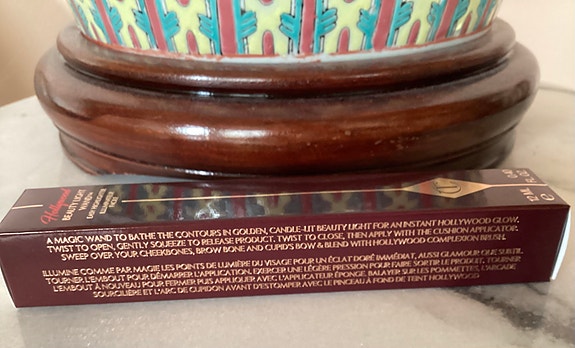 Hollywood
BEAUTY LIGHT
WAND
A MAGIC WAND TO BATHE THE CONTOURS IN GOLDEN, CANDLE-LIT BEAUTY LIGHT FOR AN INSTANT HOLLYWOOD GLOW.
TWIST TO OPEN, GENTLY SQUEEZE TO RELEASE PRODUCT. TWIST TO CLOSE, THEN APPLY WITH THE CUSHION APPLICATOR.
SWEEP OVER YOUR CHEEKBONES, BROW BONE AND CUPID'S BOW & BLEND WITH HOLLYWOOD COMPLEXION BRUSH.
ILLUMINE COMME PAR MAGIE LES POINTS DE LUMIÈRE DU VISAGE POUR UN ÉCLAT DORÉ IMMÉDIAT, AUSSI GLAMOUR QUE SUBTIL.
TOURNER L'EMBOUT POUR DÉMARRER L'APPLICATION, EXERCER UNE LÉGÈRE PRESSION POUR FAIRE SORTIR LE PRODUIT. TOURNER
L'EMBOUT À NOUVEAU POUR FERMER PUIS APPLIQUER AVEC L'APPLICATEUR ÉPONGE. BALAYER SUR LES POMMETTES, L'ARCADE
SOURCILIÈRE ET L'ARC DE CUPIDON AVANT D'ESTOMPER AVEC LE PINCEAU À FOND DE TEINT HOLLYWOOD